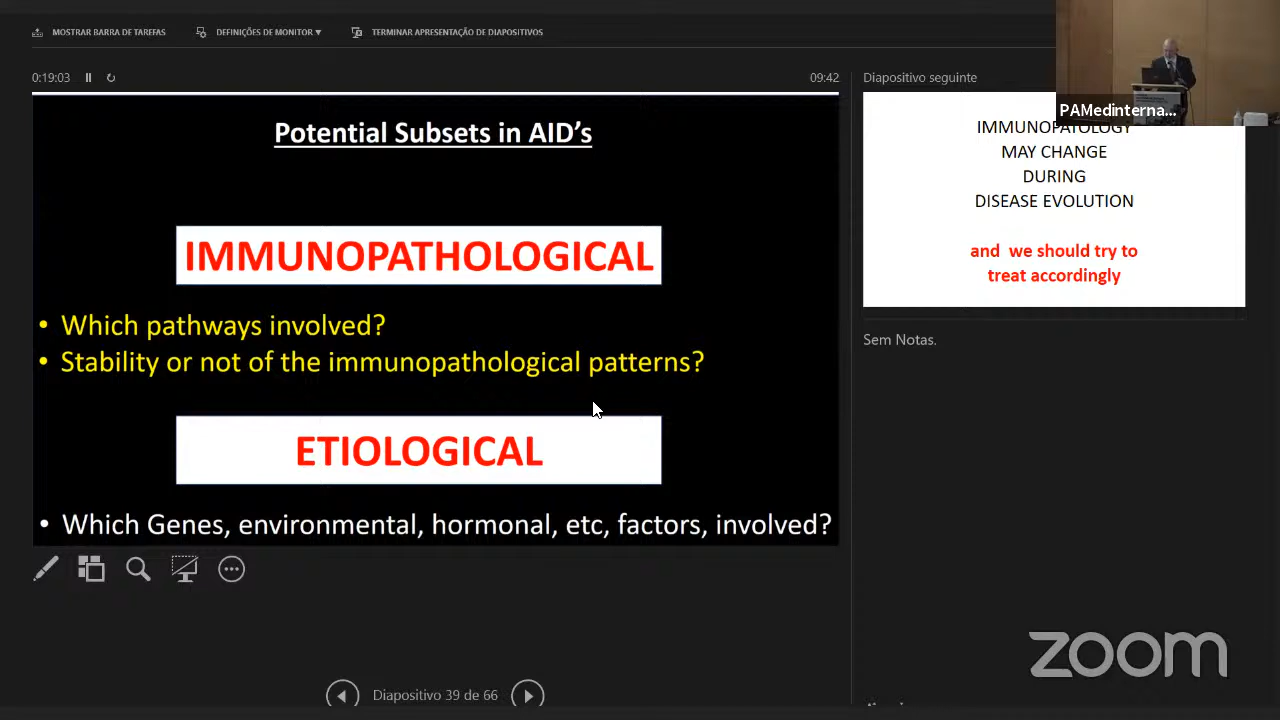 MOSTRAR BARRA DE TAREFAS
DEFINIÇÕES DE MONITOR ▾
TERMINAR APRESENTAÇÃO DE DIAPOSITIVOS
0:19:03
09:42
Potential Subsets in AID’s
IMMUNOPATHOLOGICAL
• Which pathways involved?
• Stability or not of the immunopathological patterns?
ETIOLOGICAL
• Which Genes, environmental, hormonal, etc, factors, involved?
Diapositivo 39 de 66
Diapositivo seguinte
PAMedinterna...
IMMUNOPATOLOGY
MAY CHANGE
DURING
DISEASE EVOLUTION
and we should try to
treat accordingly
Sem Notas.
zoom